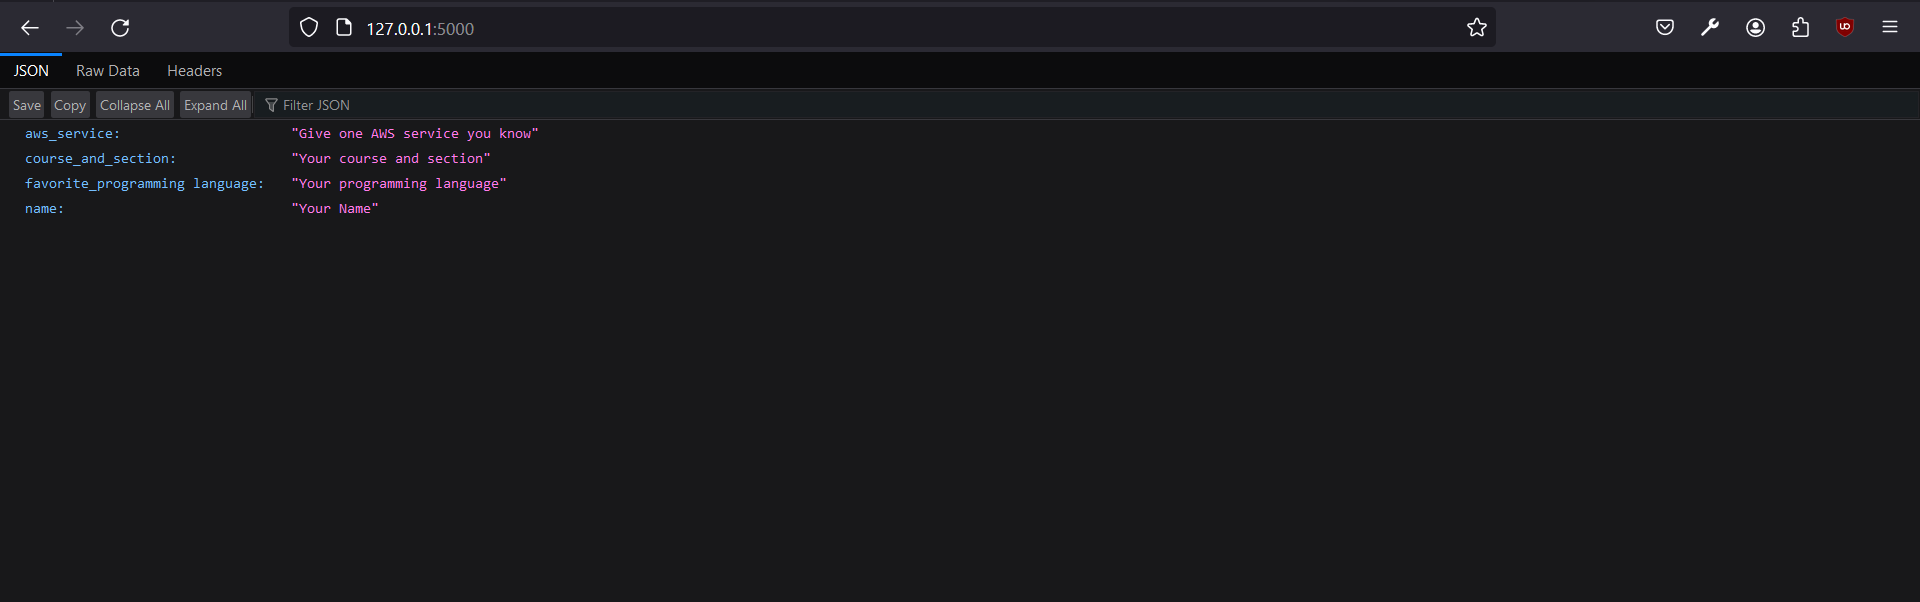 127.0.0.1:5000
JSON Raw Data Headers
Save Copy Collapse All Expand All Filter JSON
aws_service: "Give one AWS service you know"
course_and_section: "Your course and section"
favorite_programming language: "Your programming language"
name: "Your Name"